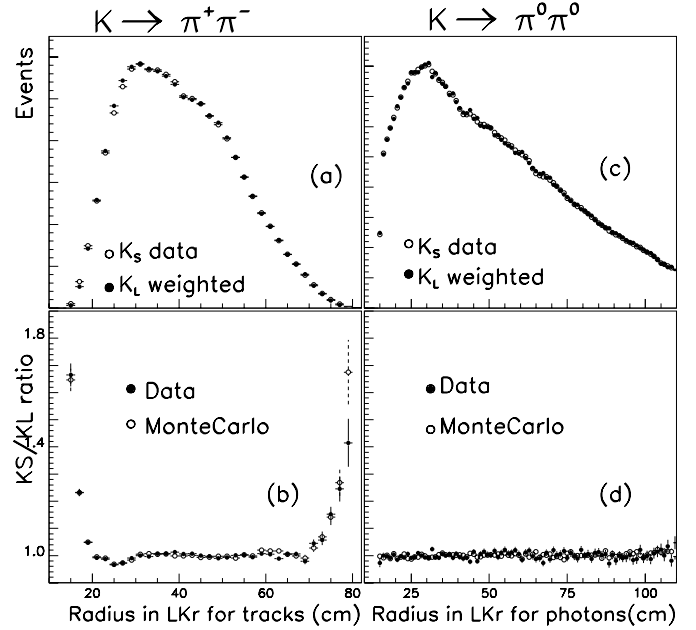 K → π⁺π⁻
K → π⁰π⁰
Events
(a)
K_S data
K_L weighted
(c)
K_S data
K_L weighted
KS/KL ratio
1.8
1.4
1.0
Data
MonteCarlo
(b)
Data
MonteCarlo
(d)
20 40 60 80
Radius in LKr for tracks (cm)
25 50 75 100
Radius in LKr for photons(cm)